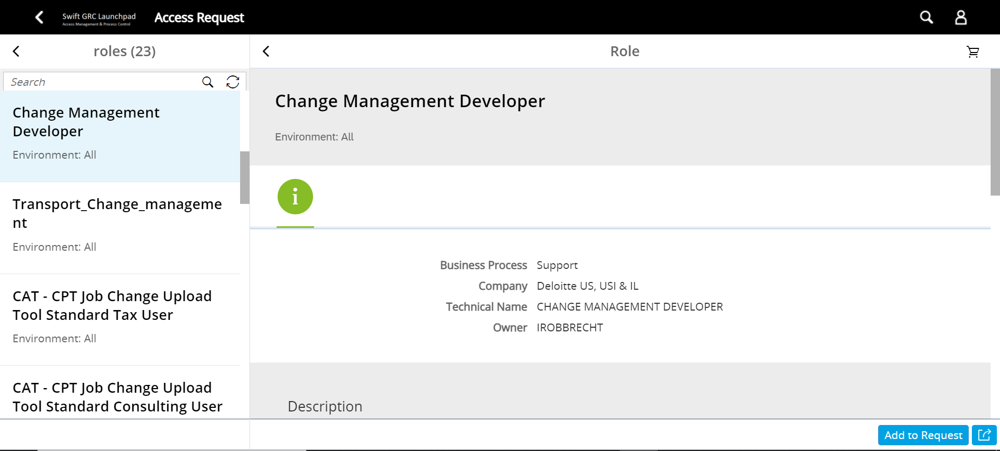 Swift GRC Launchpad
Access Management & Process Control
Access Request
roles (23)
Role
Search
Change Management
Developer
Environment: All
Transport_Change_manageme
nt
Environment: All
CAT - CPT Job Change Upload
Tool Standard Tax User
Environment: All
CAT - CPT Job Change Upload
Tool Standard Consulting User
Change Management Developer
Environment: All
i
Business Process Support
Company Deloitte US, USI & IL
Technical Name CHANGE MANAGEMENT DEVELOPER
Owner IROBBRECHT
Description
Add to Request